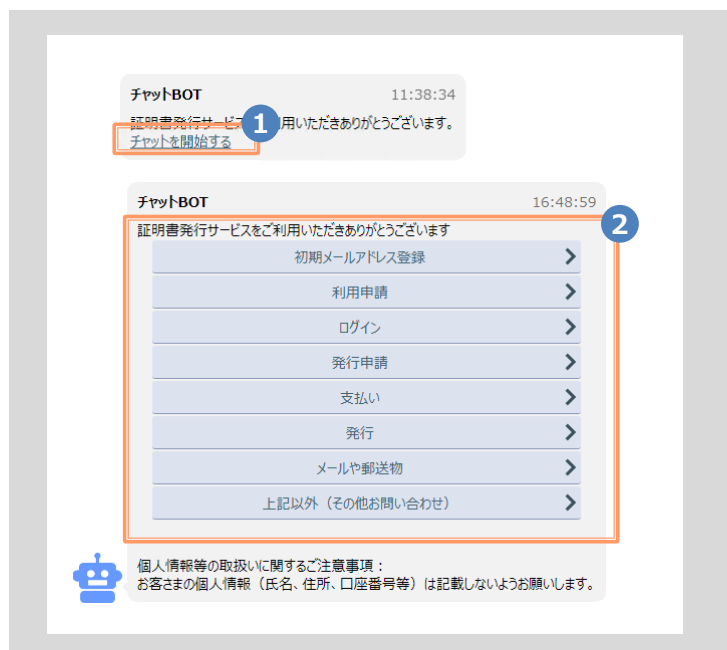 チャットBOT 11:38:34
証明書発行サービス 用いただきありがとうございます。
1
チャットを開始する
チャットBOT 16:48:59
2
証明書発行サービスをご利用いただきありがとうございます
初期メールアドレス登録
利用申請
ログイン
発行申請
支払い
発行
メールや郵送物
上記以外（その他お問い合わせ）
個人情報等の取扱いに関するご注意事項：
お客さまの個人情報（氏名、住所、口座番号等）は記載しないようお願いします。